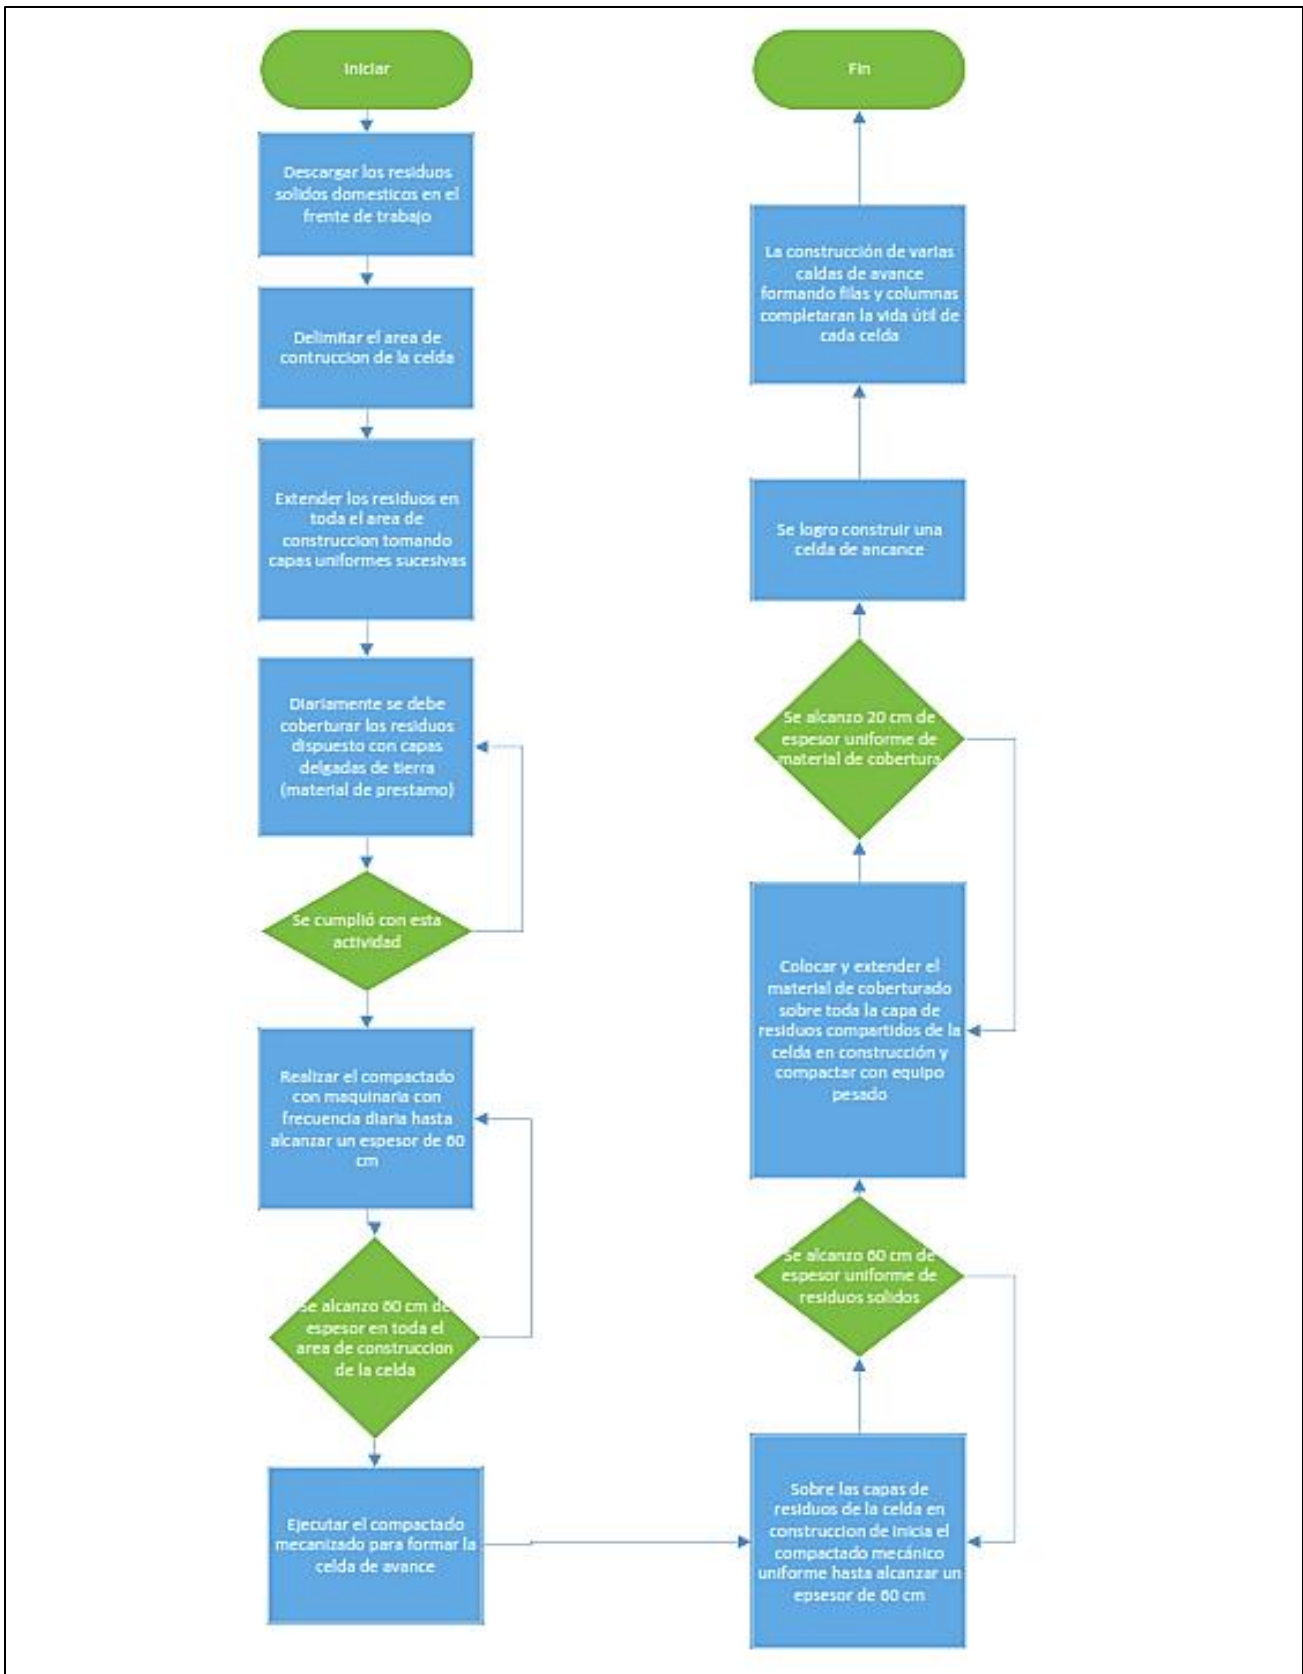 Iniciar
Descargar los residuos
solidos domesticos en el
frente de trabajo
Delimitar el area de
contruccion de la celda
Extender los residuos en
toda el area de
construccion tomando
capas uniformes sucesivas
Diariamente se debe
coberturar los residuos
dispuesto con capas
delgadas de tierra
(material de prestamo)
Se cumplió con esta
actividad
Realizar el compactado
con maquinaria con
frecuencia diaria hasta
alcanzar un espesor de 60
cm
Se alcanzo 60 cm de
espesor en toda el
area de construccion
de la celda
Ejecutar el compactado
mecanizado para formar la
celda de avance
Sobre las capas de
residuos de la celda en
construccion de inicia el
compactado mecánico
uniforme hasta alcanzar un
epsesor de 60 cm
Se alcanzo 60 cm de
espesor uniforme de
residuos solidos
Colocar y extender el
material de coberturado
sobre toda la capa de
residuos compartidos de la
celda en construcción y
compactar con equipo
pesado
Se alcanzo 20 cm de
espesor uniforme de
material de cobertura
Se logro construir una
celda de ancance
La construcción de varias
caldas de avance
formando filas y columnas
completaran la vida útil de
cada celda
Fin